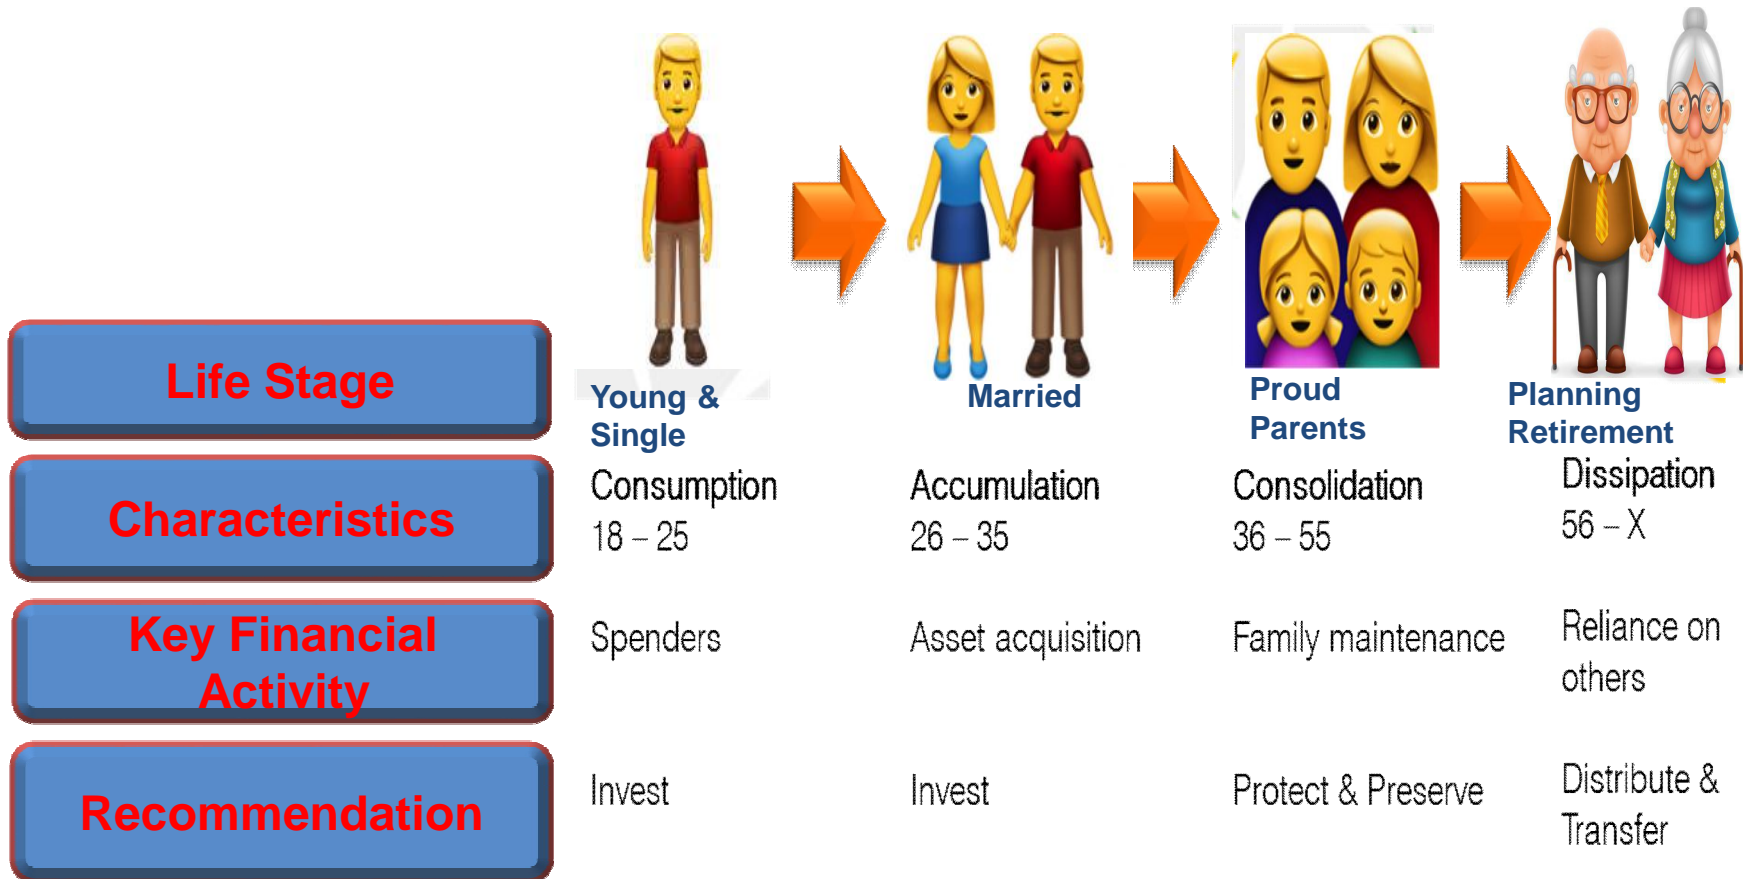 Life Stage
Young &
Single
Married
Proud
Parents
Planning
Retirement
Characteristics
Consumption
18 – 25
Accumulation
26 – 35
Consolidation
36 – 55
Dissipation
56 – X
Key Financial
Activity
Spenders
Asset acquisition
Family maintenance
Reliance on
others
Recommendation
Invest
Invest
Protect & Preserve
Distribute &
Transfer